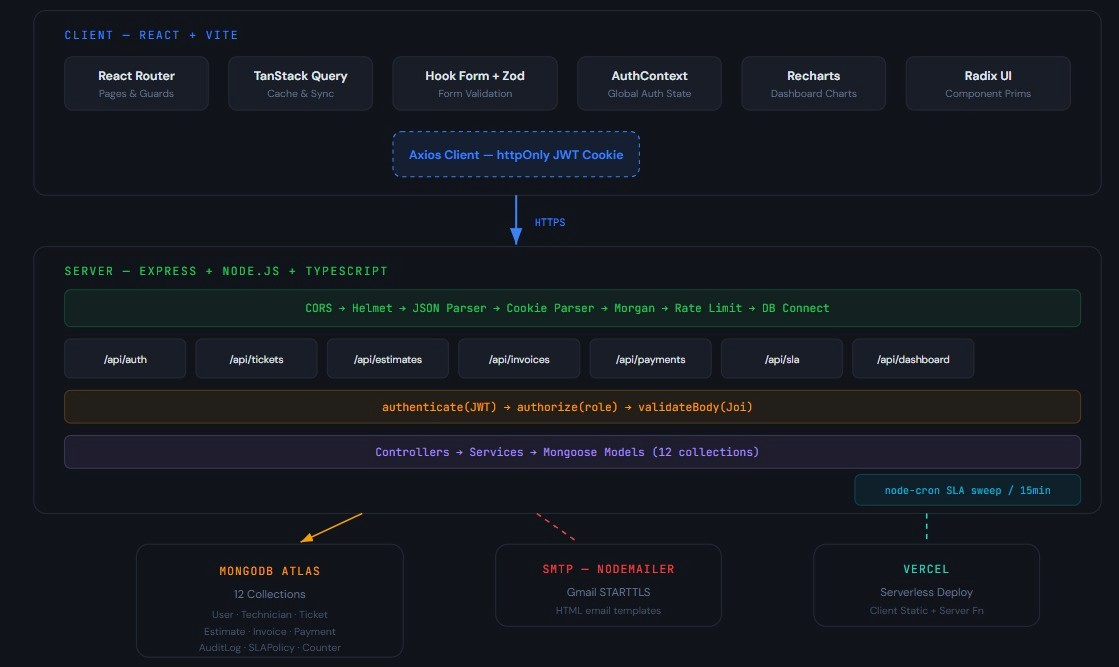 CLIENT — REACT + VITE
React Router
Pages & Guards
TanStack Query
Cache & Sync
Hook Form + Zod
Form Validation
AuthContext
Global Auth State
Recharts
Dashboard Charts
Radix UI
Component Prims
Axios Client — httpOnly JWT Cookie
HTTPS
SERVER — EXPRESS + NODE.JS + TYPESCRIPT
CORS → Helmet → JSON Parser → Cookie Parser → Morgan → Rate Limit → DB Connect
/api/auth
/api/tickets
/api/estimates
/api/invoices
/api/payments
/api/sla
/api/dashboard
authenticate(JWT) → authorize(role) → validateBody(Joi)
Controllers → Services → Mongoose Models (12 collections)
node-cron SLA sweep / 15min
MONGODB ATLAS
12 Collections
User · Technician · Ticket
Estimate · Invoice · Payment
AuditLog · SLAPolicy · Counter
SMTP — NODEMAILER
Gmail STARTTLS
HTML email templates
VERCEL
Serverless Deploy
Client Static + Server Fn